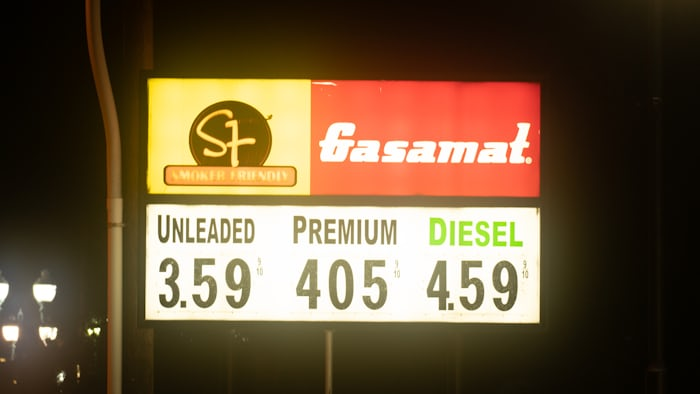 Sf
SMOKER FRIENDLY
Gasamat.
UNLEADED PREMIUM DIESEL
3.59 9/10 405 9/10 4.59 9/10